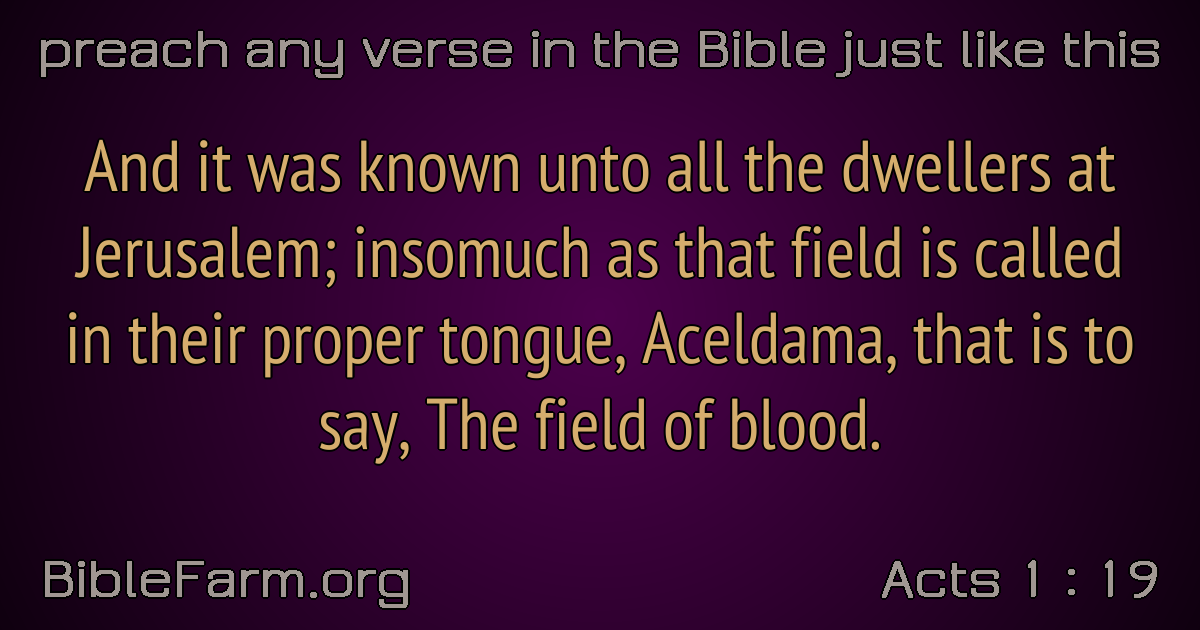 preach any verse in the Bible just like this
And it was known unto all the dwellers at
Jerusalem; insomuch as that field is called
in their proper tongue, Aceldama, that is to
say, The field of blood.
BibleFarm.org
Acts 1 : 19